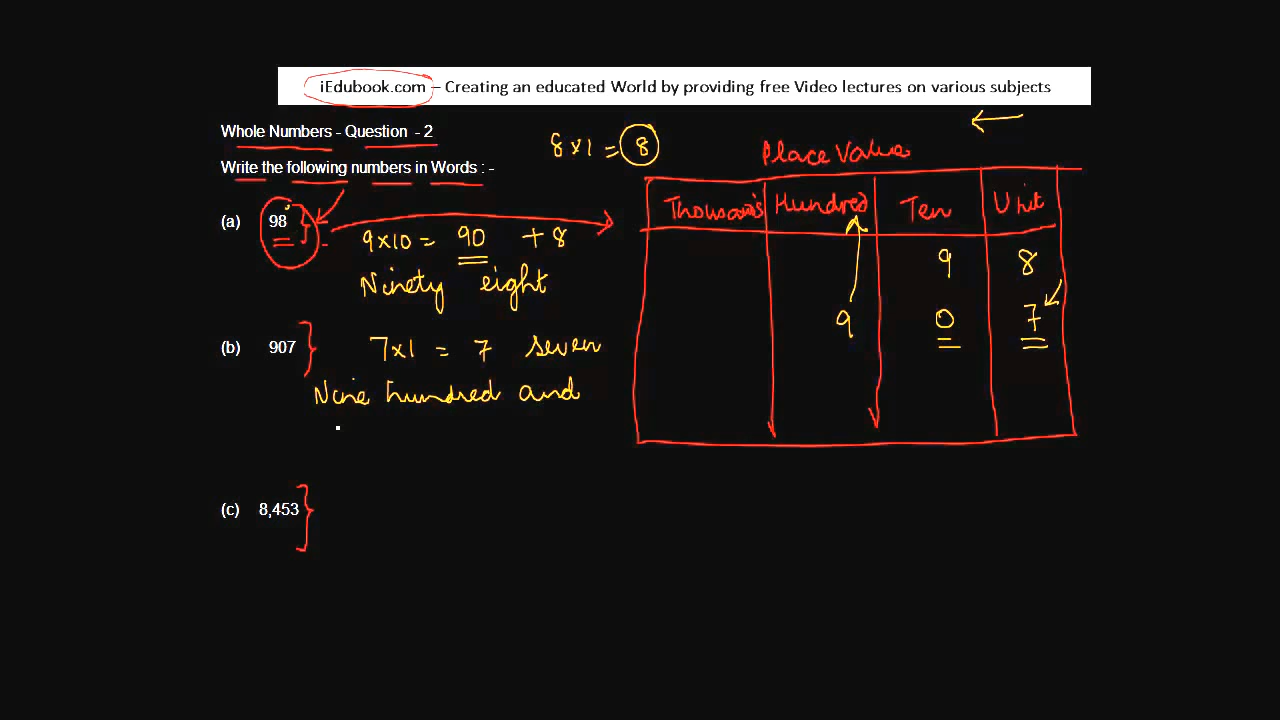 iEdubook.com – Creating an educated World by providing free Video lectures on various subjects
Whole Numbers - Question - 2
8 x 1 = 8
Place Value
Write the following numbers in Words : -
Thousands Hundred Ten Unit
(a) 98
9 x 10 = 90 + 8
9 8
Ninety eight
9 0 7
(b) 907
7 x 1 = 7 seven
Nine hundred and
(c) 8,453